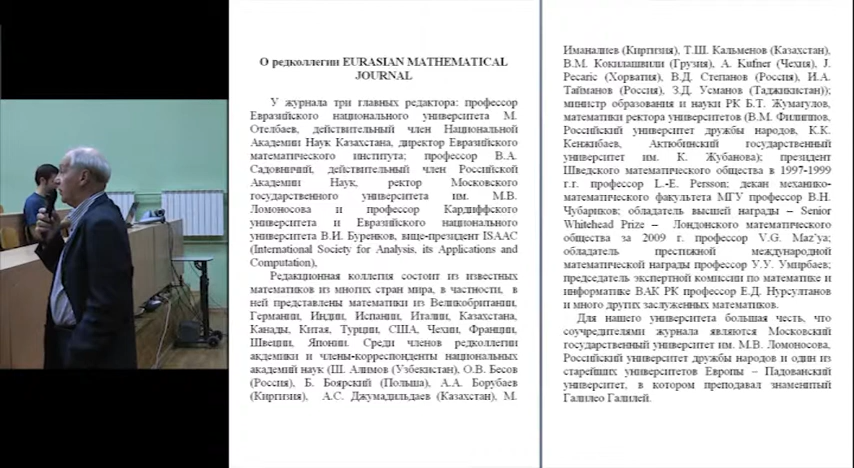 О редколлегии EURASIAN MATHEMATICAL
JOURNAL
У журнала три главных редактора: профессор
Евразийского национального университета М.
Отелбаев, действительный член Национальной
Академии Наук Казахстана, директор Евразийского
математического института; профессор В.А.
Садовничий, действительный член Российской
Академии Наук, ректор Московского
государственного университета им. М.В.
Ломоносова и профессор Кардиффского
университета и Евразийского национального
университета В.И. Буренков, вице-президент ISAAC
(International Society for Analysis, its Applications and
Computation),
Редакционная коллегия состоит из известных
математиков из многих стран мира, в частности, в
ней представлены математики из Великобритании,
Германии, Индии, Испании, Италии, Казахстана,
Канады, Китая, Турции, США, Чехии, Франции,
Швеции, Японии. Среди членов редколлегии
акдемики и члены-корреспонденты национальных
академий наук (Ш. Алимов (Узбекистан), О.В. Бесов
(Россия), Б. Боярский (Польша), А.А. Борубаев
(Киргизия), А.С. Джумадильдаев (Казахстан), М.
Иманалиев (Киргизия), Т.Ш. Кальменов (Казахстан),
В.М. Кокилашвили (Грузия), A. Kufner (Чехия), J.
Pecaric (Хорватия), В.Д. Степанов (Россия), И.А.
Тайманов (Россия), З.Д. Усманов (Таджикистан));
министр образования и науки РК Б.Т. Жумагулов,
математики ректора университетов (В.М. Филиппов,
Российский университет дружбы народов, К.К.
Кенжибаев, Актюбинский государственный
университет им. К. Жубанова); президент
Шведского математического общества в 1997-1999
г.г. профессор L.-E. Persson; декан механико-
математического факультета МГУ профессор В.Н.
Чубариков; обладатель высшей награды – Senior
Whitehead Prize – Лондонского математического
общества за 2009 г. профессор V.G. Maz'ya;
обладатель престижной международной
математической награды профессор У.У. Умирбаев;
председатель экспертной комиссии по математике и
информатике ВАК РК профессор Е.Д. Нурсултанов
и много других заслуженных математиков.
Для нашего университета большая честь, что
соучредителями журнала являются Московский
государственный университет им. М.В. Ломоносова,
Российский университет дружбы народов и один из
старейших университетов Европы – Падованский
университет, в котором преподавал знаменитый
Галилео Галилей.